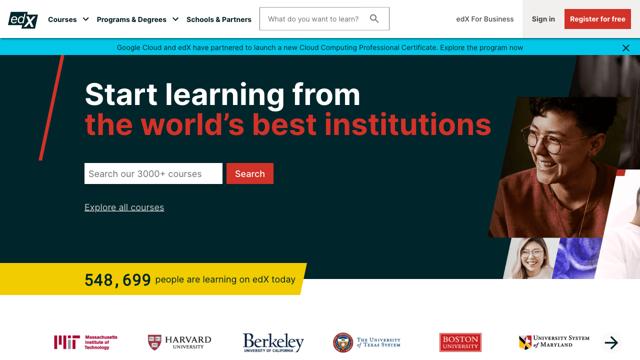 edX Courses Programs & Degrees Schools & Partners What do you want to learn? edX For Business Sign in Register for free
Google Cloud and edX have partnered to launch a new Cloud Computing Professional Certificate. Explore the program now
Start learning from
the world's best institutions
Search our 3000+ courses Search
Explore all courses
548,699 people are learning on edX today
MIT Massachusetts Institute of Technology
HARVARD UNIVERSITY
Berkeley UNIVERSITY OF CALIFORNIA
THE UNIVERSITY of TEXAS SYSTEM
BOSTON UNIVERSITY
UNIVERSITY SYSTEM of MARYLAND